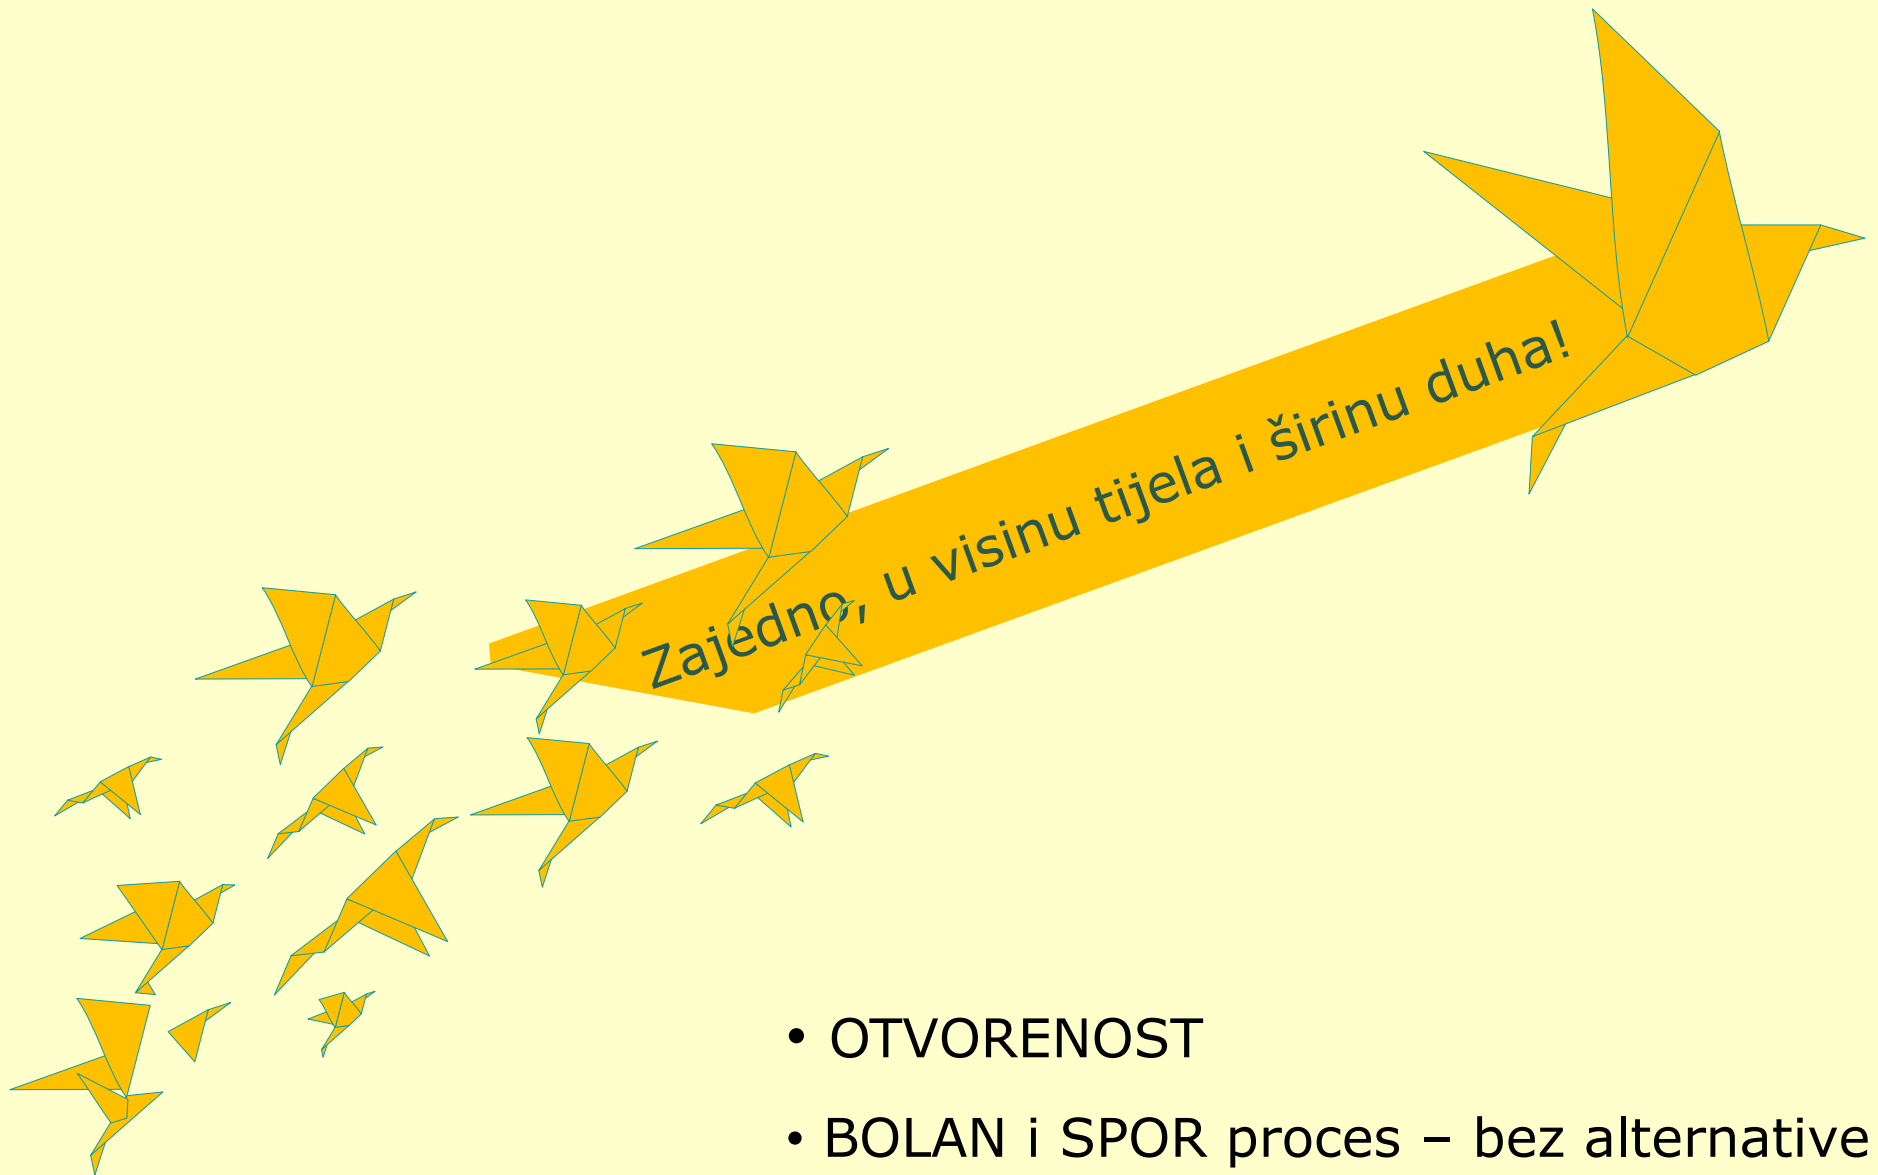 Zajedno, u visinu tijela i širinu duha!
• OTVORENOST
• BOLAN i SPOR proces – bez alternative